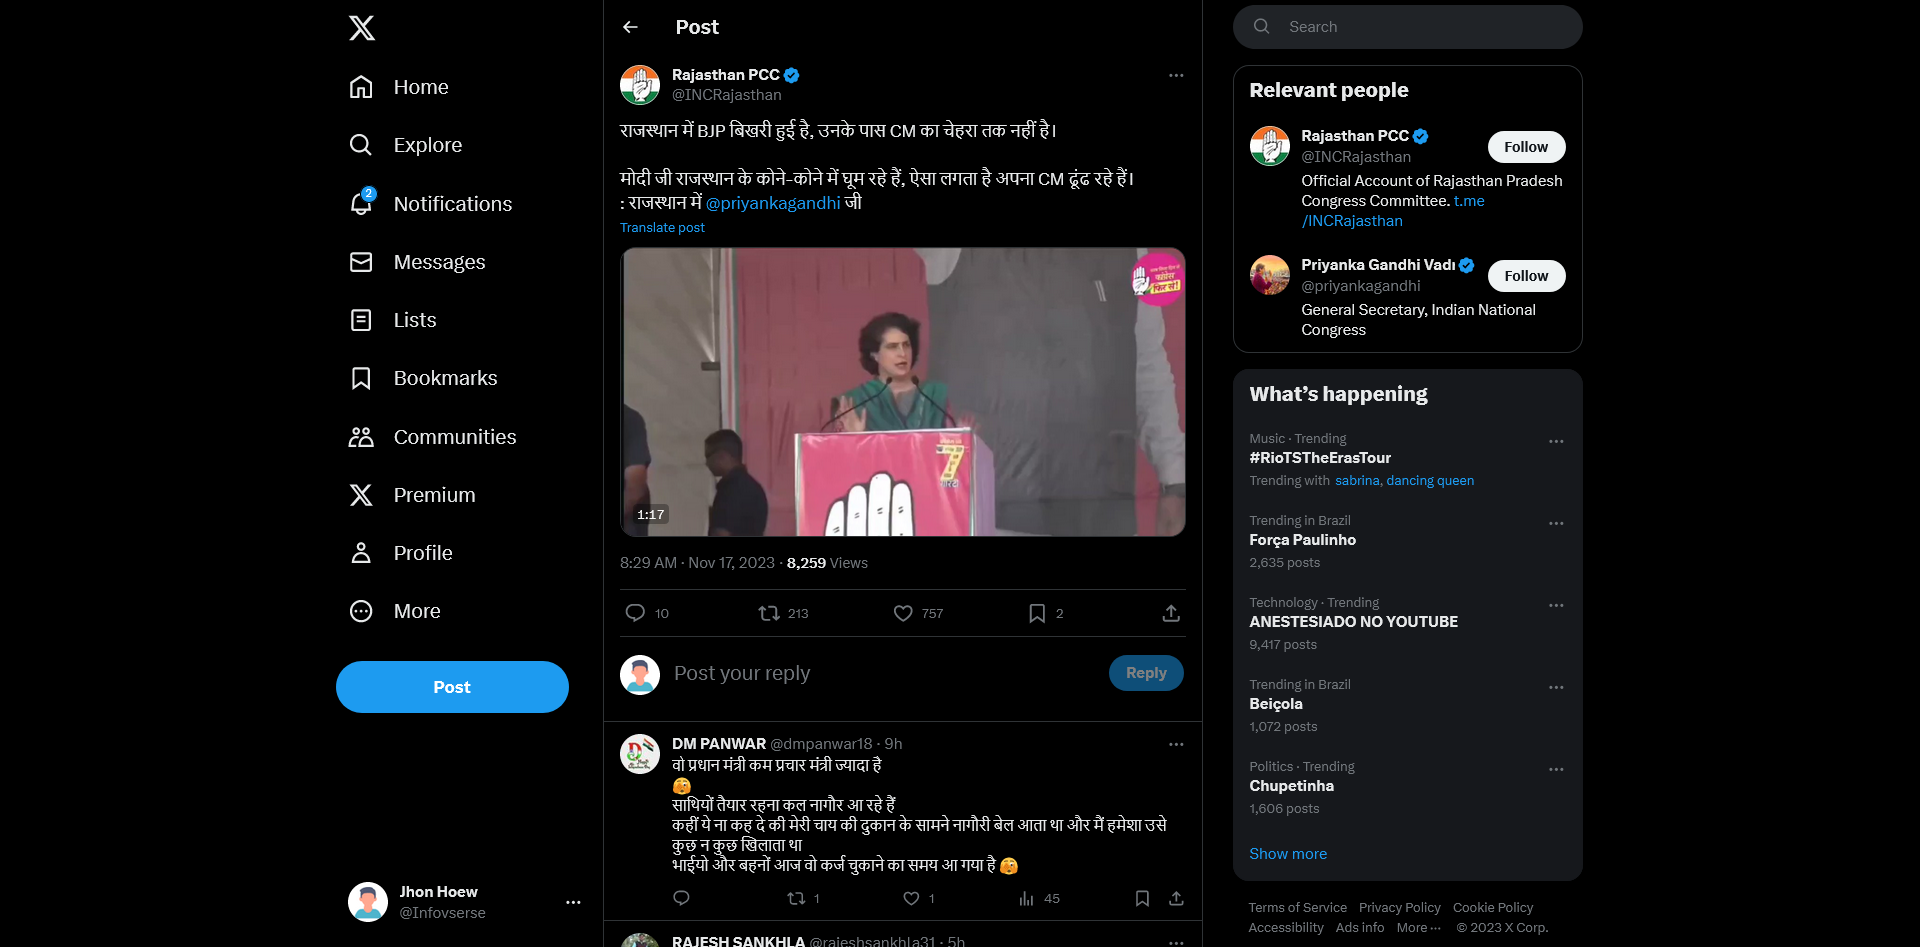 Home
Explore
2
Notifications
Messages
Lists
Bookmarks
Communities
Premium
Profile
More
Post
Jhon Hoew
@Infovserse
Post
Rajasthan PCC
@INCRajasthan
राजस्थान में BJP बिखरी हुई है, उनके पास CM का चेहरा तक नहीं है।
मोदी जी राजस्थान के कोने-कोने में घूम रहे हैं, ऐसा लगता है अपना CM ढूंढ रहे हैं।
: राजस्थान में @priyankagandhi जी
Translate post
कांग्रेस
फिर से!
7
गारंटी
1:17
8:29 AM · Nov 17, 2023 · 8,259 Views
10 213 757 2
Post your reply
Reply
DM PANWAR @dmpanwar18 · 9h
वो प्रधान मंत्री कम प्रचार मंत्री ज्यादा है
🫣
साथियों तैयार रहना कल नागौर आ रहे हैं
कहीं ये ना कह दे की मेरी चाय की दुकान के सामने नागौरी बेल आता था और मैं हमेशा उसे
कुछ न कुछ खिलाता था
भाईयो और बहनों आज वो कर्ज चुकाने का समय आ गया है 🫣
1 1 45
RAJESH SANKHLA @rajeshsankhla31 · 5h
Search
Relevant people
Rajasthan PCC
@INCRajasthan
Follow
Official Account of Rajasthan Pradesh
Congress Committee. t.me
/INCRajasthan
Priyanka Gandhi Vadr
@priyankagandhi
Follow
General Secretary, Indian National
Congress
What's happening
Music · Trending
#RioTSTheErasTour
Trending with sabrina, dancing queen
Trending in Brazil
Força Paulinho
2,635 posts
Technology · Trending
ANESTESIADO NO YOUTUBE
9,417 posts
Trending in Brazil
Beiçola
1,072 posts
Politics · Trending
Chupetinha
1,606 posts
Show more
Terms of Service Privacy Policy Cookie Policy
Accessibility Ads info More ··· © 2023 X Corp.